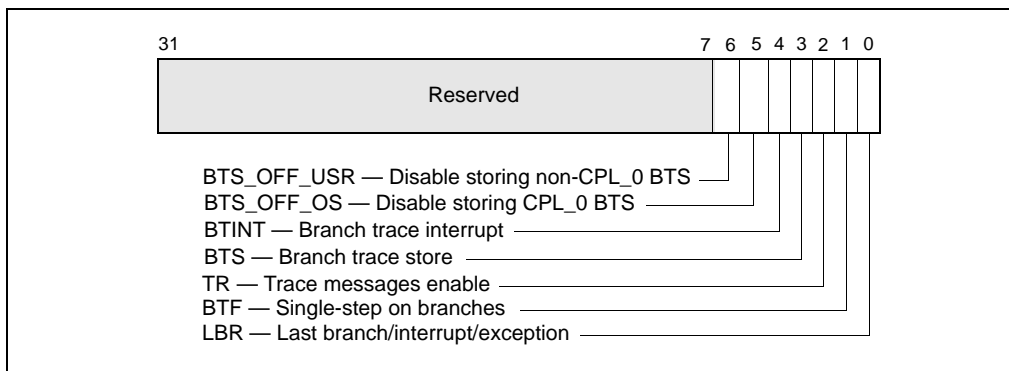 31 7 6 5 4 3 2 1 0
Reserved
BTS_OFF_USR — Disable storing non-CPL_0 BTS
BTS_OFF_OS — Disable storing CPL_0 BTS
BTINT — Branch trace interrupt
BTS — Branch trace store
TR — Trace messages enable
BTF — Single-step on branches
LBR — Last branch/interrupt/exception